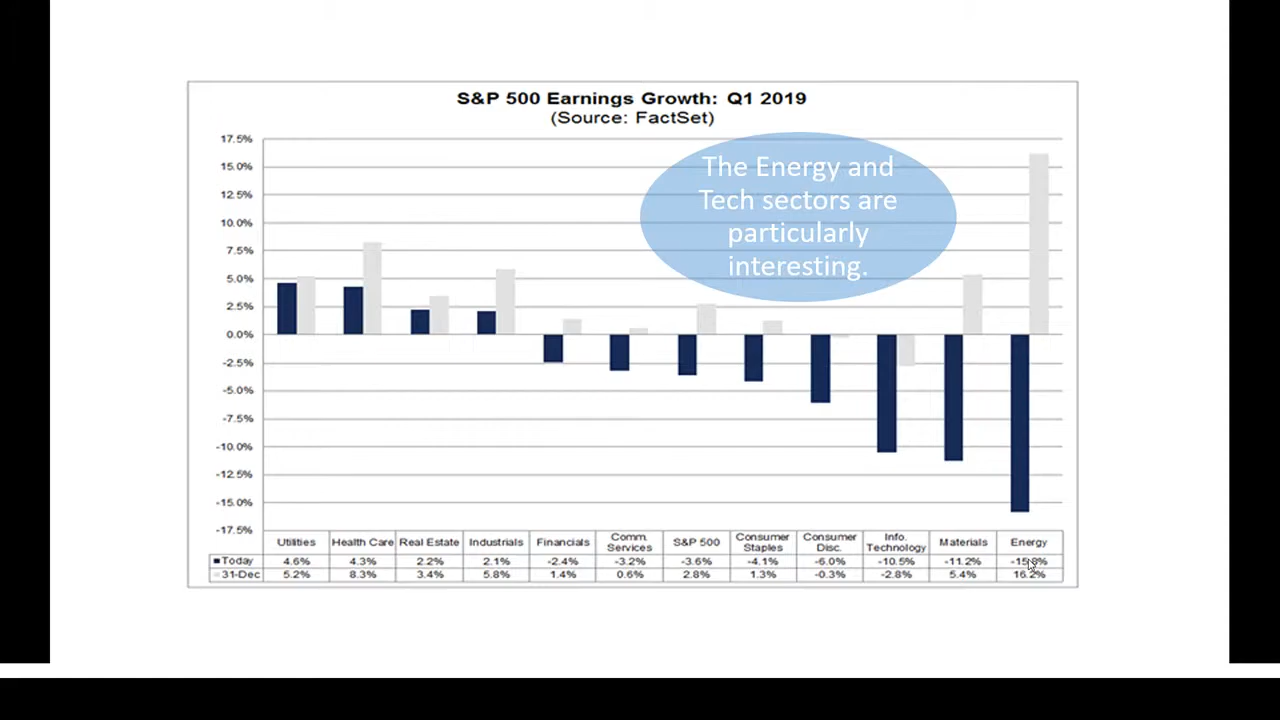 S&P 500 Earnings Growth: Q1 2019
(Source: FactSet)
The Energy and
Tech sectors are
particularly
interesting.
17.5%
15.0%
12.5%
10.0%
7.5%
5.0%
2.5%
0.0%
-2.5%
-5.0%
-7.5%
-10.0%
-12.5%
-15.0%
-17.5%
Utilities Health Care Real Estate Industrials Financials Comm. Services S&P 500 Consumer Staples Consumer Disc. Info. Technology Materials Energy
Today 4.6% 4.3% 2.2% 2.1% -2.4% -3.2% -3.6% -4.1% -6.0% -10.5% -11.2%
31-Dec 5.2% 8.3% 3.4% 5.8% 1.4% 0.6% 2.8% 1.3% -0.3% -2.8% 5.4% 16.2%